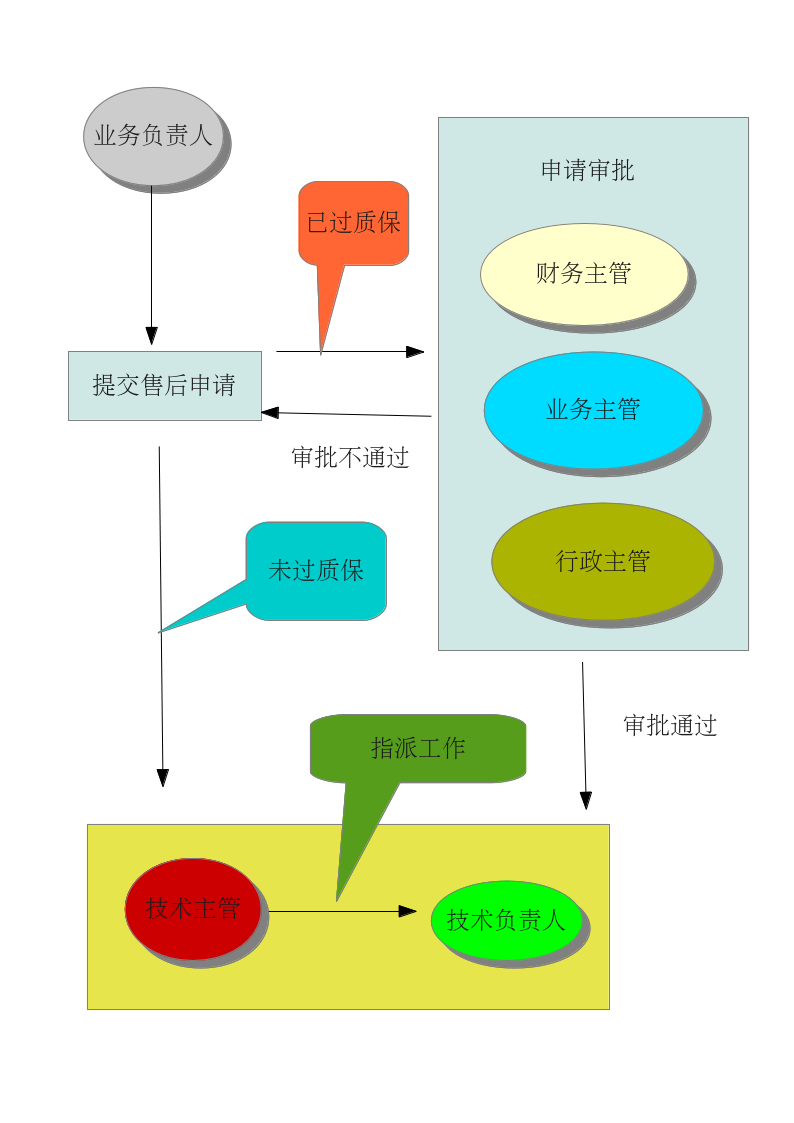 业务负责人
申请审批
已过质保
财务主管
提交售后申请
业务主管
审批不通过
未过质保
行政主管
审批通过
指派工作
技术主管
技术负责人